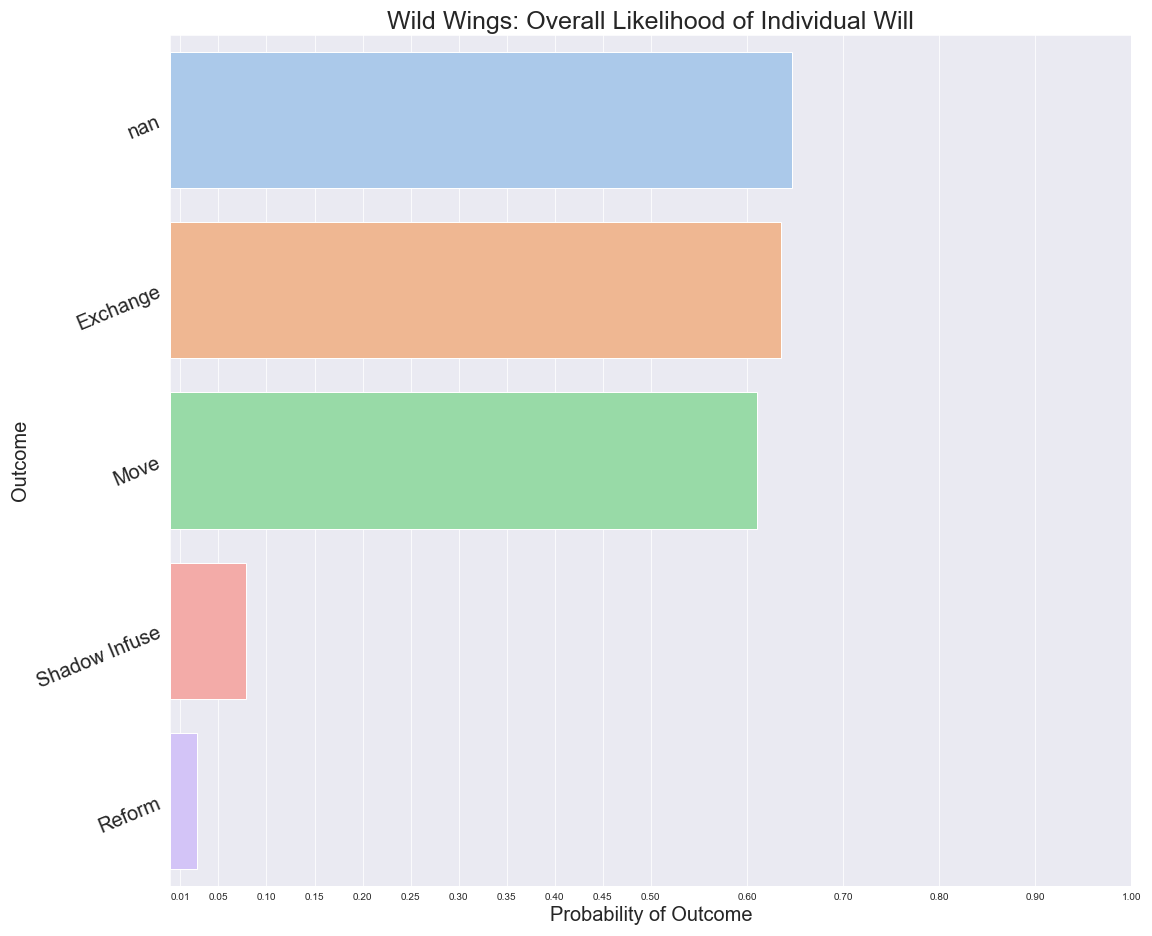 Wild Wings: Overall Likelihood of Individual Will
nan
Exchange
Move
Shadow Infuse
Reform
Outcome
0.01 0.05 0.10 0.15 0.20 0.25 0.30 0.35 0.40 0.45 0.50 0.60 0.70 0.80 0.90 1.00
Probability of Outcome